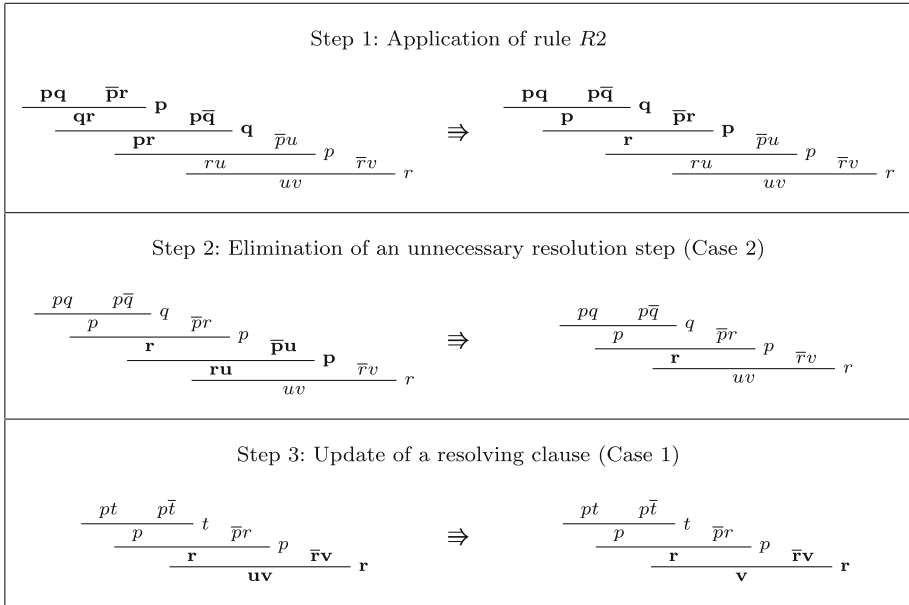 Step 1: Application of rule R2
pq p̅r p pq pq̅ q
qr pq̅ q p p̅r p
pr p̅u p ⇛ r p̅u p
ru r̅v r ru r̅v r
uv uv
Step 2: Elimination of an unnecessary resolution step (Case 2)
pq pq̅ q pq pq̅ q
p p̅r p p p̅r p
r p̅u p ⇛ r r̅v r
ru r̅v r uv
uv
Step 3: Update of a resolving clause (Case 1)
pt pt̅ t pt pt̅ t
p p̅r p ⇛ p p̅r p
r r̅v r r r̅v r
uv v